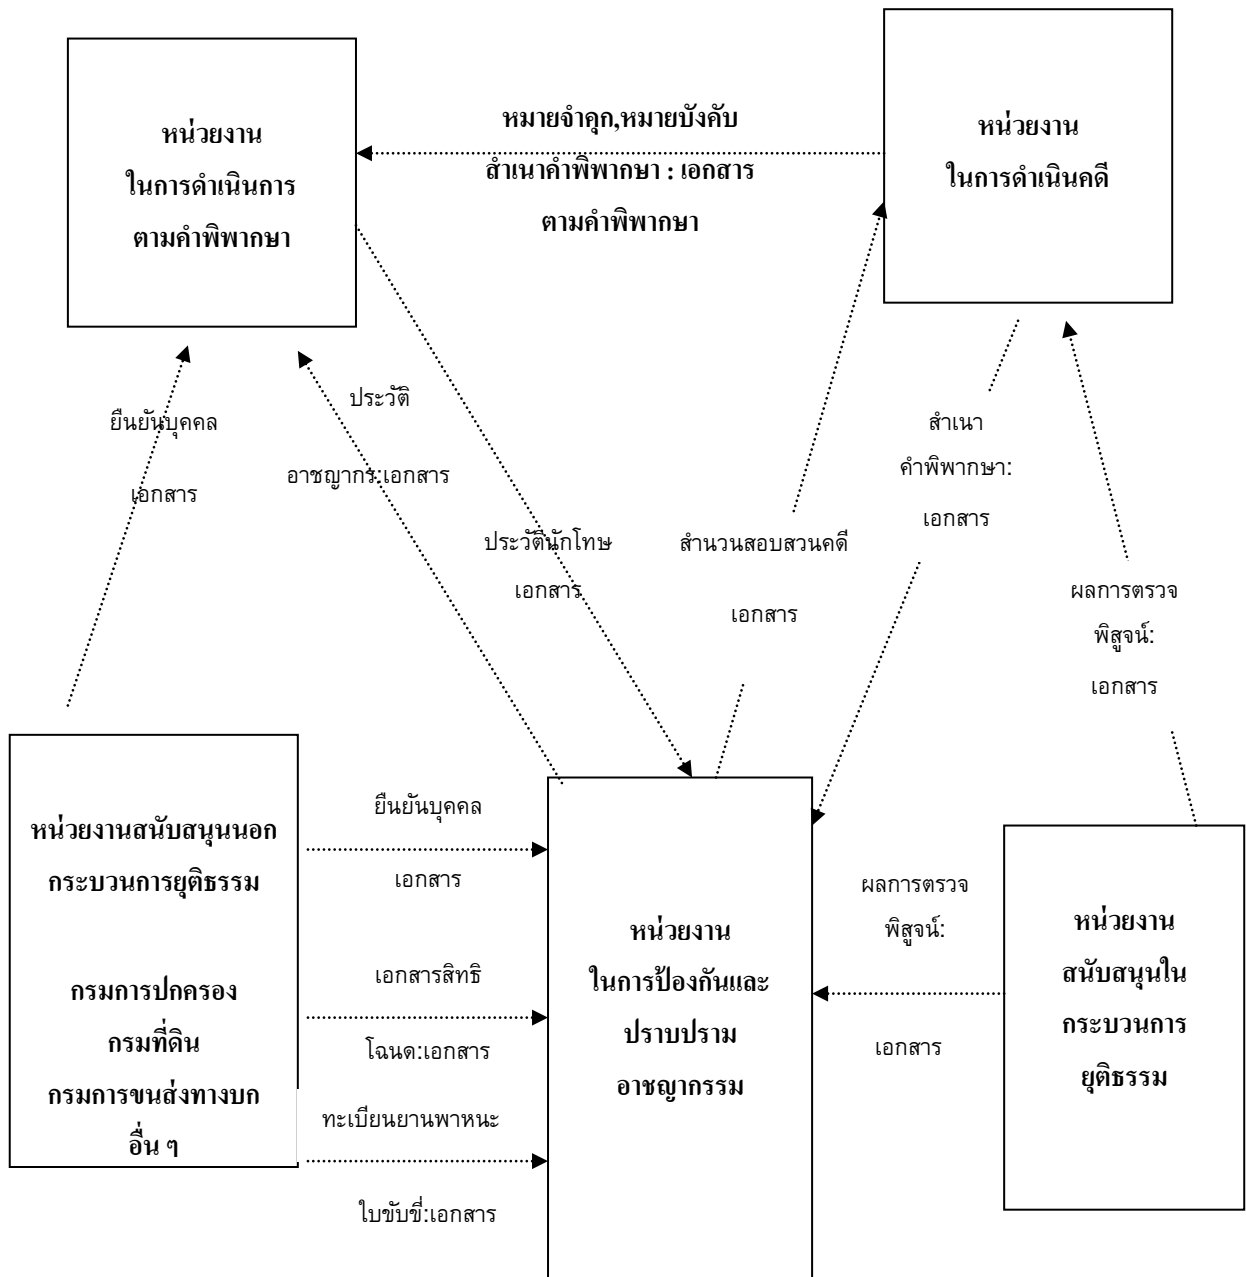 หน่วยงาน
ในการดำเนินการ
ตามคำพิพากษา
หมายจำคุก,หมายบังคับ
สำเนาคำพิพากษา : เอกสาร
ตามคำพิพากษา
หน่วยงาน
ในการดำเนินคดี
ยืนยันบุคคล
เอกสาร
ประวัติ
อาชญากร:เอกสาร
ประวัตินักโทษ
เอกสาร
สำนวนสอบสวนคดี
เอกสาร
สำเนา
คำพิพากษา:
เอกสาร
ผลการตรวจ
พิสูจน์:
เอกสาร
หน่วยงานสนับสนุนนอก
กระบวนการยุติธรรม
กรมการปกครอง
กรมที่ดิน
กรมการขนส่งทางบก
อื่น ๆ
ยืนยันบุคคล
เอกสาร
เอกสารสิทธิ
โฉนด:เอกสาร
ทะเบียนยานพาหนะ
ใบขับขี่:เอกสาร
หน่วยงาน
ในการป้องกันและ
ปราบปราม
อาชญากรรม
ผลการตรวจ
พิสูจน์:
เอกสาร
หน่วยงาน
สนับสนุนใน
กระบวนการ
ยุติธรรม